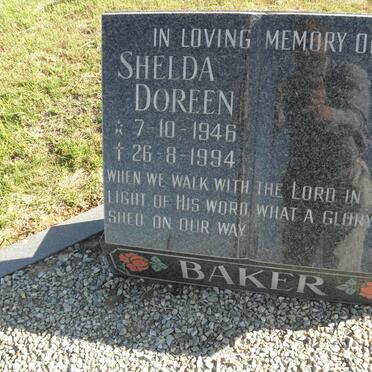 IN LOVING MEMORY OF
SHELDA
DOREEN
☆ 7-10-1946
† 26-8-1994
WHEN WE WALK WITH THE LORD IN
LIGHT OF HIS WORD WHAT A GLORY
SHED ON OUR WAY
BAKER